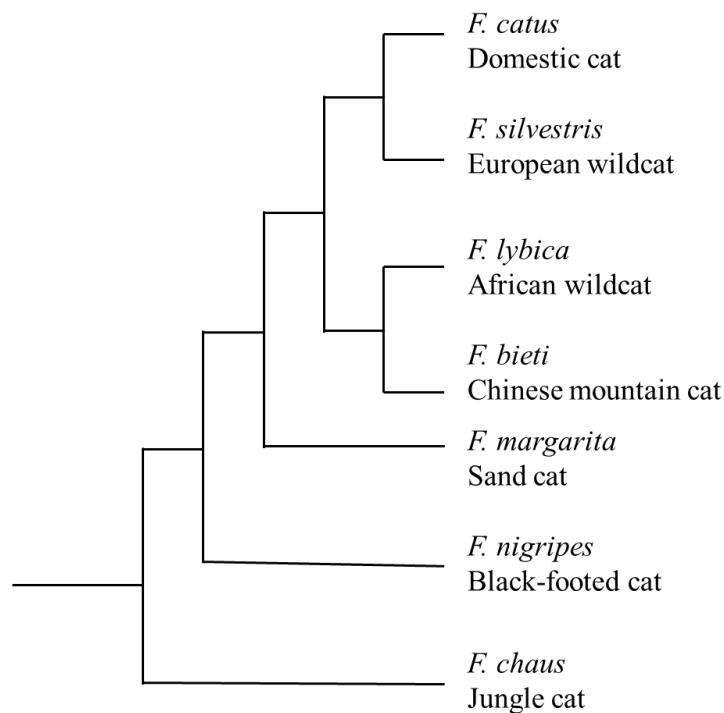 F. catus
Domestic cat
F. silvestris
European wildcat
F. lybica
African wildcat
F. bieti
Chinese mountain cat
F. margarita
Sand cat
F. nigripes
Black-footed cat
F. chaus
Jungle cat